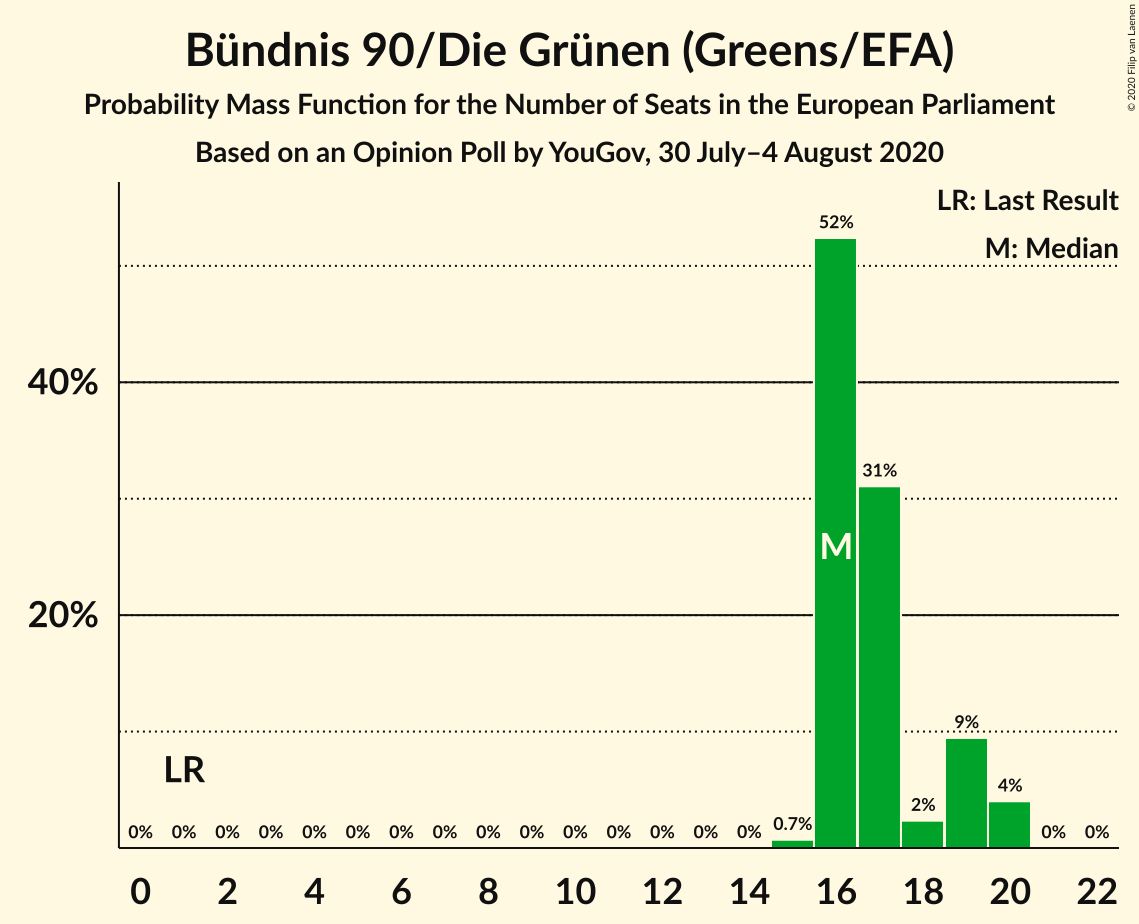 Bündnis 90/Die Grünen (Greens/EFA)
Probability Mass Function for the Number of Seats in the European Parliament
Based on an Opinion Poll by YouGov, 30 July–4 August 2020
© 2020 Filip van Laenen
LR: Last Result
M: Median
52%
40%
31%
M
20%
9%
LR
4%
2%
0% 0% 0% 0% 0% 0% 0% 0% 0% 0% 0% 0% 0% 0% 0% 0.7% 0% 0%
0 2 4 6 8 10 12 14 16 18 20 22